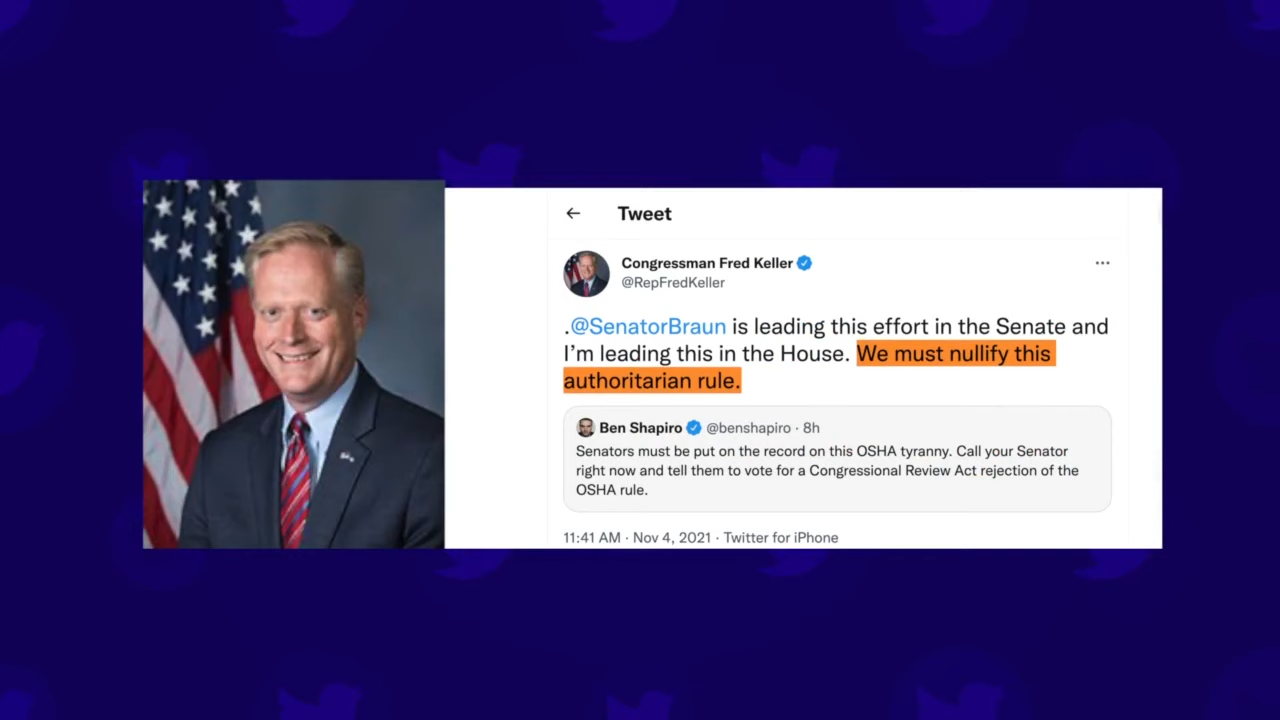 Tweet
Congressman Fred Keller
@RepFredKeller
.@SenatorBraun is leading this effort in the Senate and
I’m leading this in the House. We must nullify this
authoritarian rule.
Ben Shapiro @benshapiro · 8h
Senators must be put on the record on this OSHA tyranny. Call your Senator
right now and tell them to vote for a Congressional Review Act rejection of the
OSHA rule.
11:41 AM · Nov 4, 2021 · Twitter for iPhone